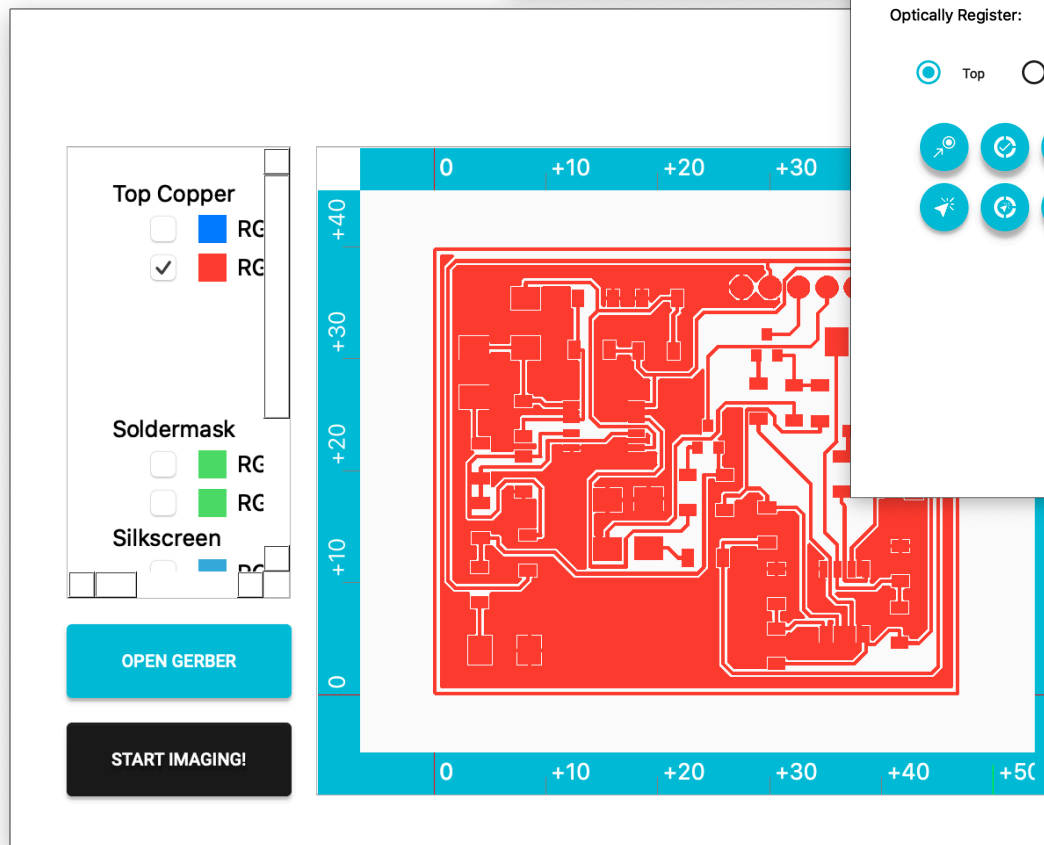 Optically Register:
Top
0 +10 +20 +30
Top Copper
RG
RG
+40
+30
+20
+10
0
Soldermask
RG
RG
Silkscreen
OPEN GERBER
START IMAGING!
0 +10 +20 +30 +40 +50